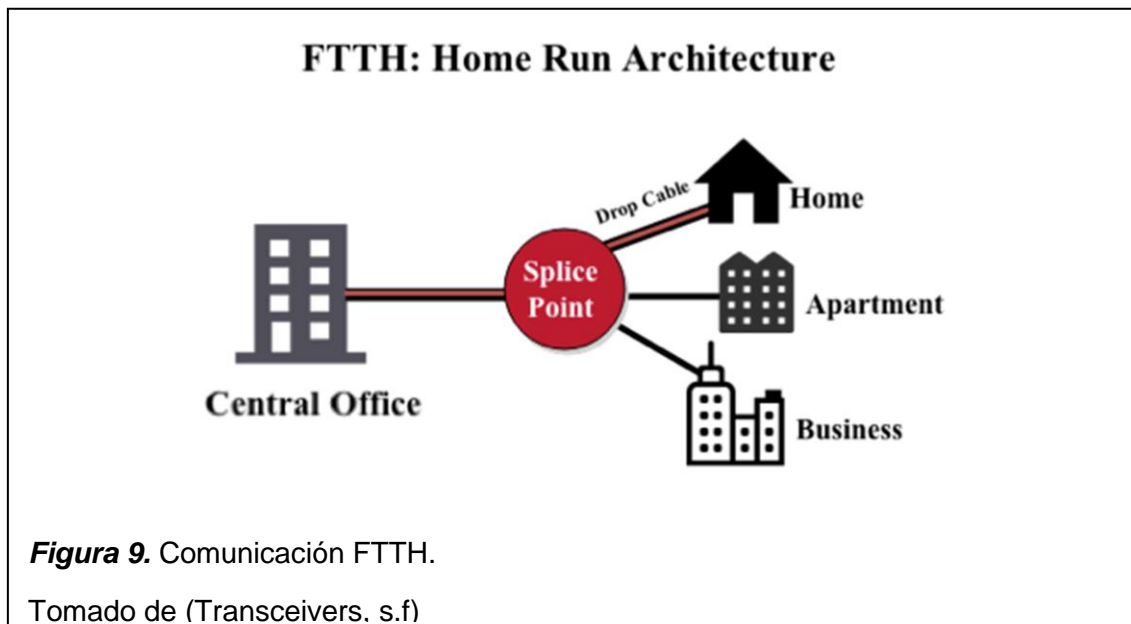 FTTH: Home Run Architecture
Drop Cable
Home
Splice
Point
Apartment
Central Office
Business
Figura 9. Comunicación FTTH.
Tomado de (Transceivers, s.f)